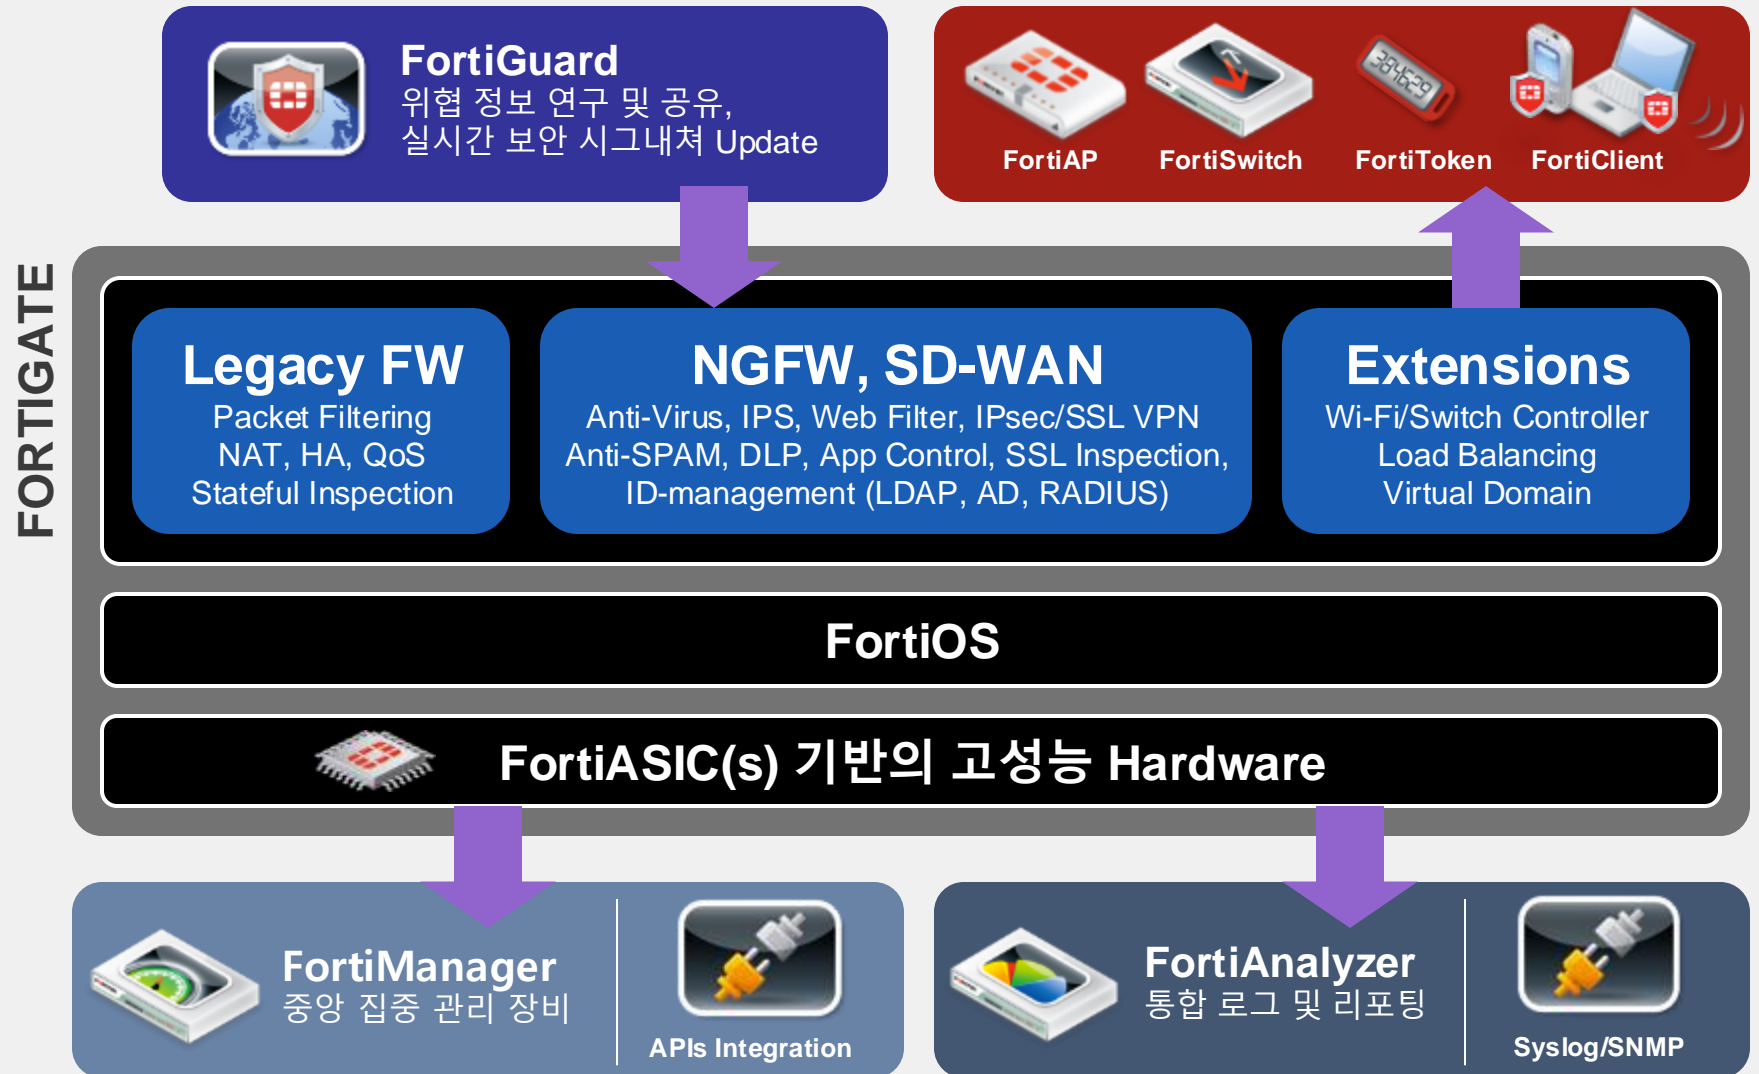 FortiGuard
위협 정보 연구 및 공유,
실시간 보안 시그내쳐 Update
384629
FortiAP
FortiSwitch
FortiToken
FortiClient
FORTIGATE
Legacy FW
Packet Filtering
NAT, HA, QoS
Stateful Inspection
NGFW, SD-WAN
Anti-Virus, IPS, Web Filter, IPsec/SSL VPN
Anti-SPAM, DLP, App Control, SSL Inspection,
ID-management (LDAP, AD, RADIUS)
Extensions
Wi-Fi/Switch Controller
Load Balancing
Virtual Domain
FortiOS
FortiASIC(s) 기반의 고성능 Hardware
FortiManager
중앙 집중 관리 장비
APIs Integration
FortiAnalyzer
통합 로그 및 리포팅
Syslog/SNMP